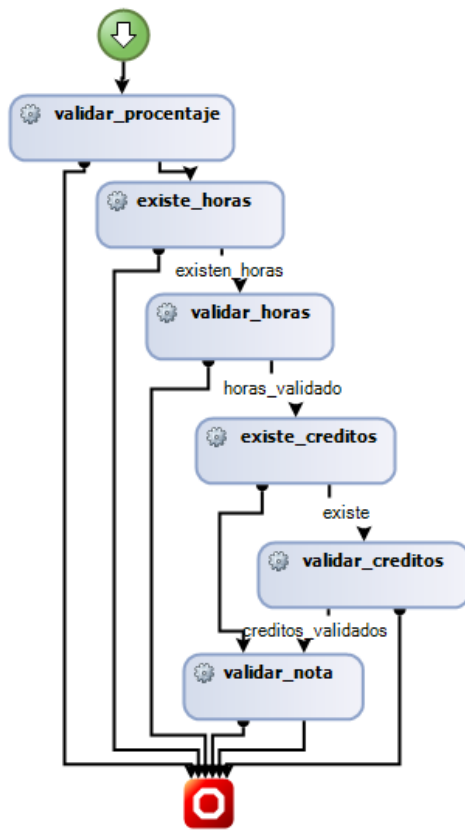 validar_procentaje
existe_horas
existen_horas
validar_horas
horas_validado
existe_creditos
existe
validar_creditos
creditos_validados
validar_nota